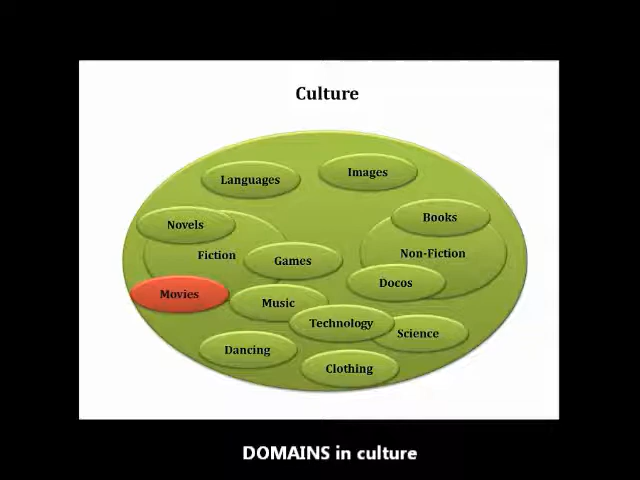 Culture
Languages
Images
Novels
Books
Fiction
Games
Non-Fiction
Docos
Movies
Music
Technology
Science
Dancing
Clothing
DOMAINS in culture